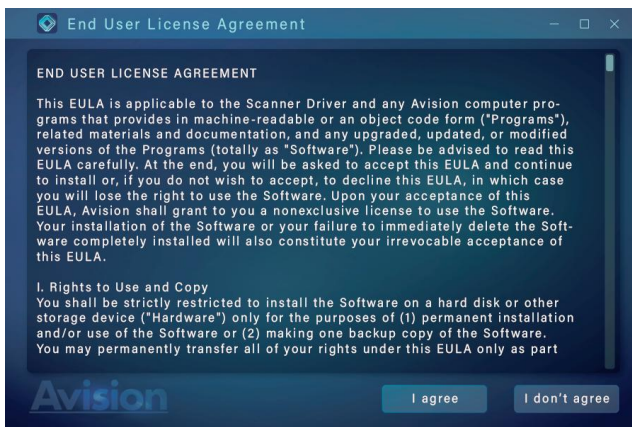 End User License Agreement
END USER LICENSE AGREEMENT
This EULA is applicable to the Scanner Driver and any Avision computer pro-
grams that provides in machine-readable or an object code form ("Programs"),
related materials and documentation, and any upgraded, updated, or modified
versions of the Programs (totally as "Software"). Please be advised to read this
EULA carefully. At the end, you will be asked to accept this EULA and continue
to install or, if you do not wish to accept, to decline this EULA, in which case
you will lose the right to use the Software. Upon your acceptance of this
EULA, Avision shall grant to you a nonexclusive license to use the Software.
Your installation of the Software or your failure to immediately delete the Soft-
ware completely installed will also constitute your irrevocable acceptance of
this EULA.
I. Rights to Use and Copy
You shall be strictly restricted to install the Software on a hard disk or other
storage device ("Hardware") only for the purposes of (1) permanent installation
and/or use of the Software or (2) making one backup copy of the Software.
You may permanently transfer all of your rights under this EULA only as part
Avision
I agree
I don't agree